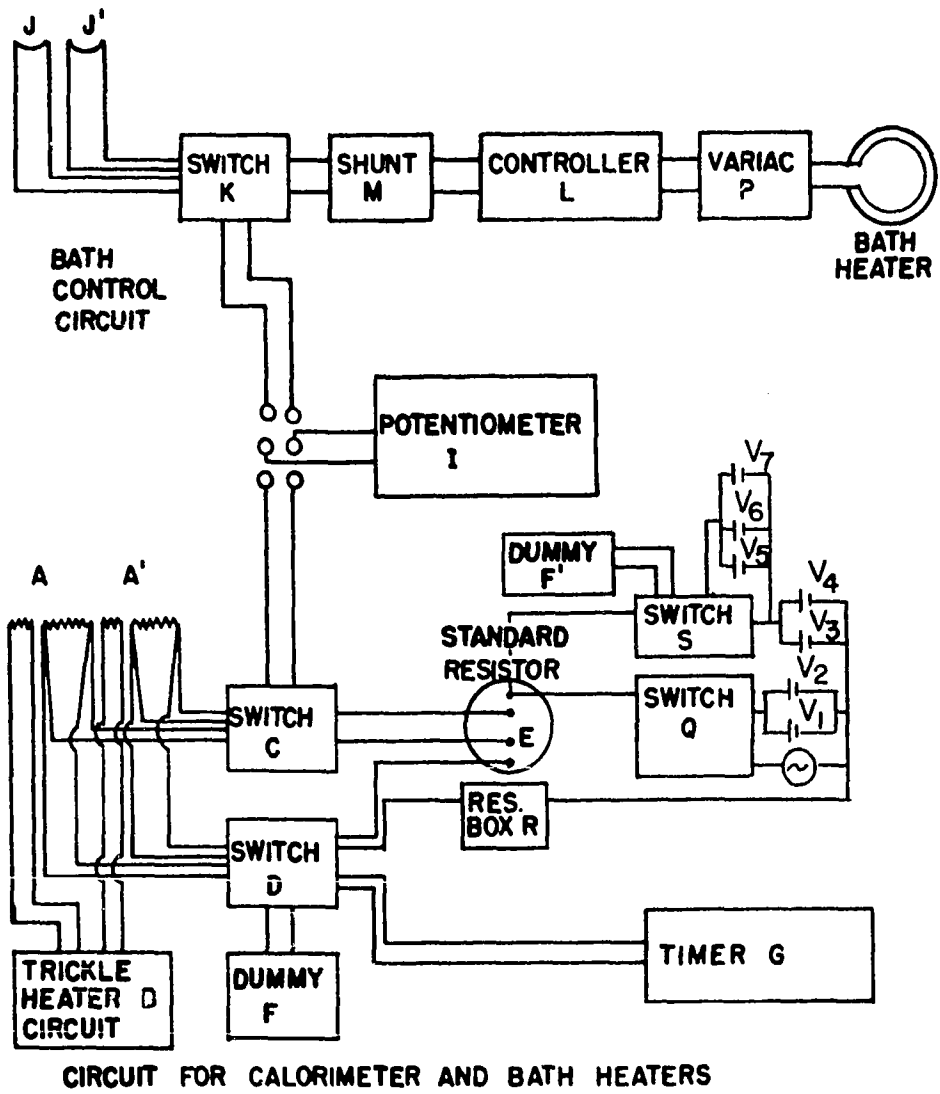 J J'
SWITCH
K
SHUNT
M
CONTROLLER
L
VARIAC
P
BATH
HEATER
BATH
CONTROL
CIRCUIT
POTENTIOMETER
I
V7
V6
V5
V4
V3
V2
V1
DUMMY
F'
SWITCH
S
A A'
STANDARD
RESISTOR
SWITCH
C
E
SWITCH
Q
~
RES.
BOX R
SWITCH
D
TIMER G
TRICKLE
HEATER D
CIRCUIT
DUMMY
F
CIRCUIT FOR CALORIMETER AND BATH HEATERS